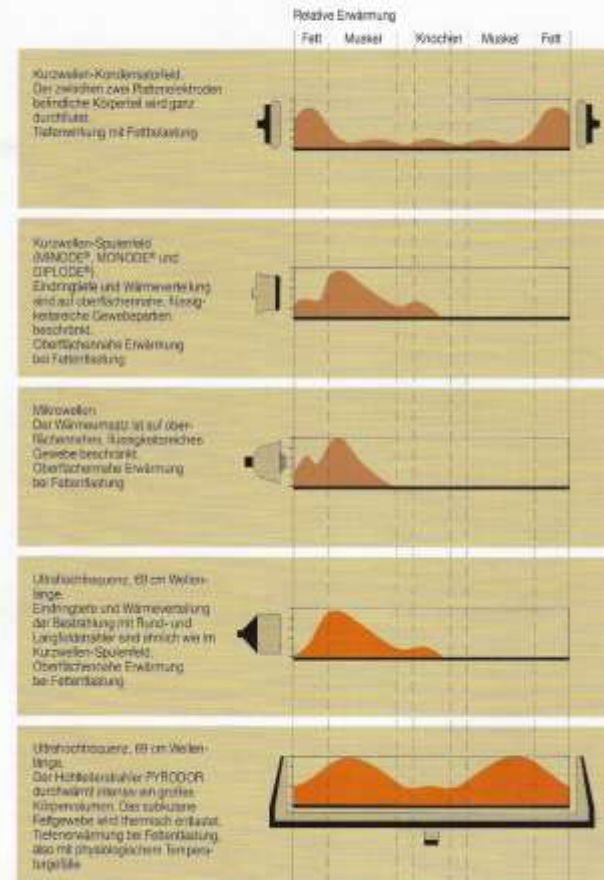 Relative Erwärmung
Fett Muskel Knochen Muskel Fett
Kurzwellen-Kondensatorfeld.
Der zwischen zwei Plattenelektroden
befindliche Körperteil wird ganz
durchflutet.
Tiefenwirkung mit Fettbelastung
Kurzwellen-Spulenfeld
(MINODE®, MONODE® und
DIPLODE®)
Eindringtiefe und Wärmeverteilung
sind auf oberflächennahe, flüssig-
keitsreiche Gewebepartien
beschränkt.
Oberflächennahe Erwärmung
bei Fettentlastung
Mikrowellen
Der Wärmeumsatz ist auf ober-
flächennahes, flüssigkeitsreiches
Gewebe beschränkt.
Oberflächennahe Erwärmung
bei Fettentlastung
Ultrahochfrequenz, 69 cm Wellen-
länge.
Eindringtiefe und Wärmeverteilung
der Bestrahlung mit Rund- und
Langfeldstrahler sind ähnlich wie im
Kurzwellen-Spulenfeld.
Oberflächennahe Erwärmung
bei Fettentlastung
Ultrahochfrequenz, 69 cm Wellen-
länge.
Der Hohlleiterstrahler PYRODOR
durchwärmt intensiv ein großes
Körpervolumen. Das subkutane
Fettgewebe wird thermisch entlastet.
Tiefenerwärmung bei Fettentlastung,
also mit physiologischem Tempera-
turgefälle